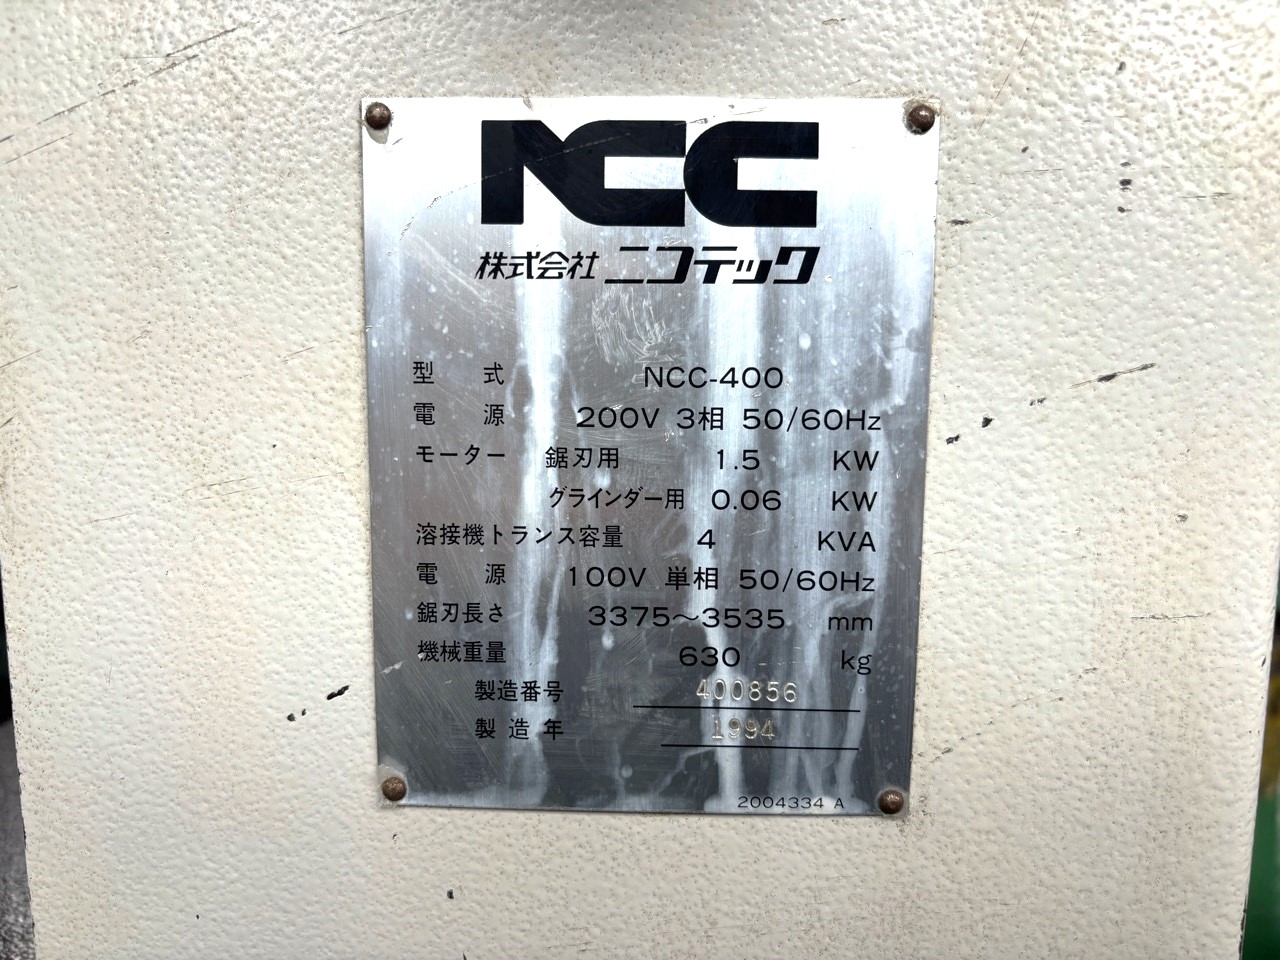 NCC
株式会社 ニコテック
型 式 NCC-400
電 源 200V 3相 50/60Hz
モーター 鋸刃用 1.5 KW
グラインダー用 0.06 KW
溶接機トランス容量 4 KVA
電 源 100V 単相 50/60Hz
鋸刃長さ 3375～3535 mm
機械重量 630 kg
製造番号 400856
製造年 1994
2004334 A